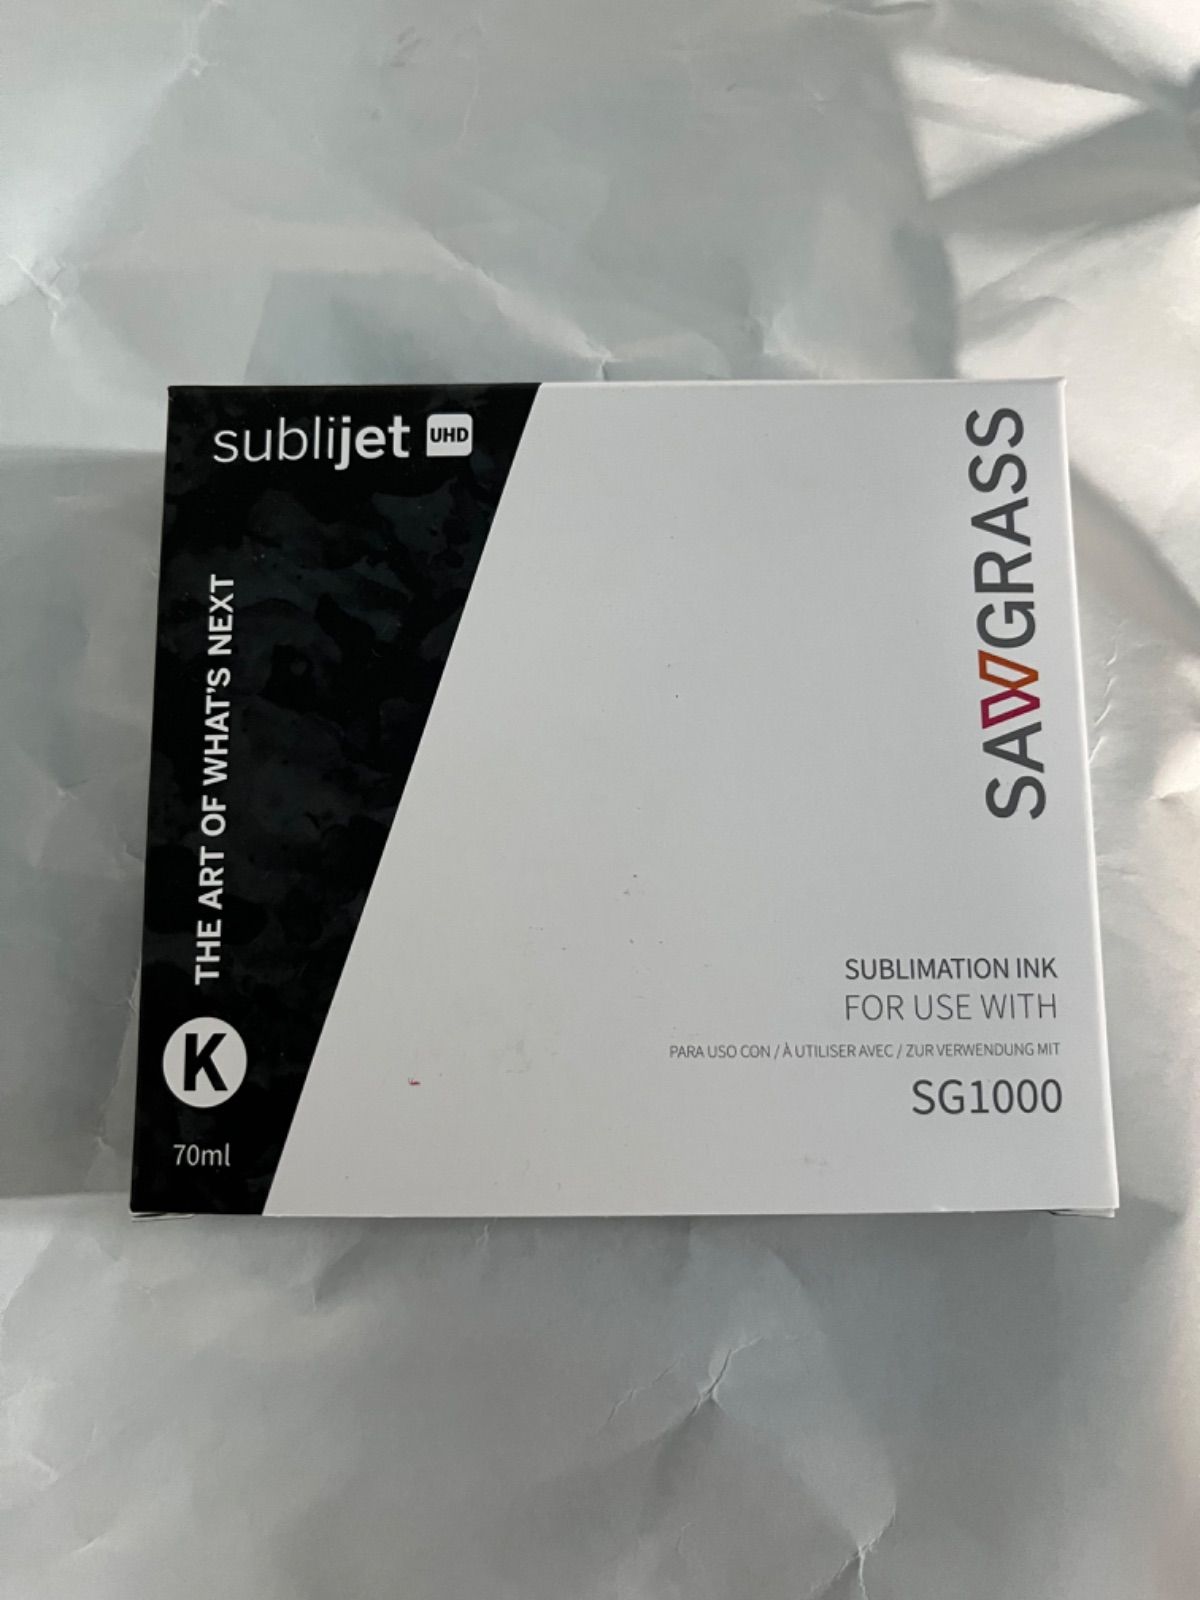 sublijet UHD
THE ART OF WHAT'S NEXT
K
70ml
SAWGRASS
SUBLIMATION INK
FOR USE WITH
PARA USO CON / À UTILISER AVEC / ZUR VERWENDUNG MIT
SG1000